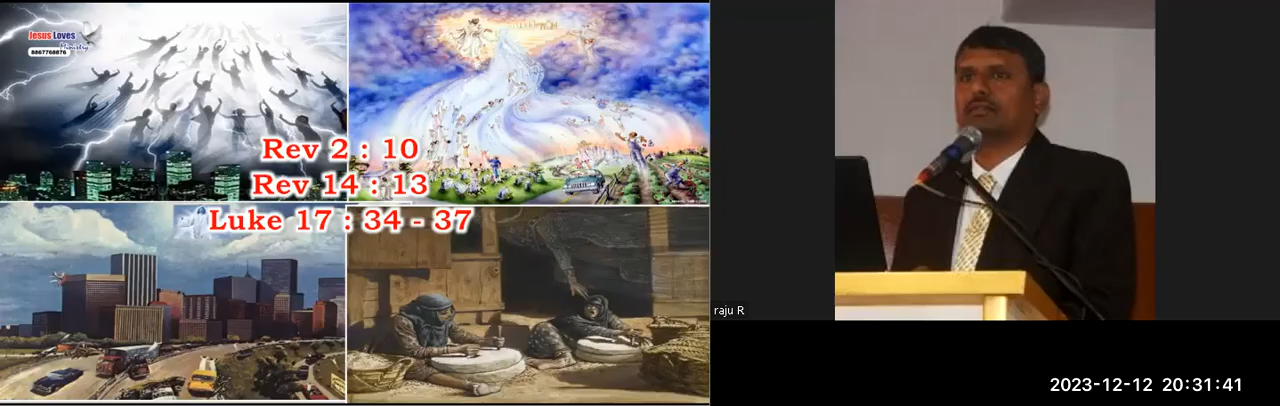 Jesus Loves
Ministry
8867768876
Rev 2 : 10
Rev 14 : 13
Luke 17 : 34 - 37
raju R
2023-12-12 20:31:41